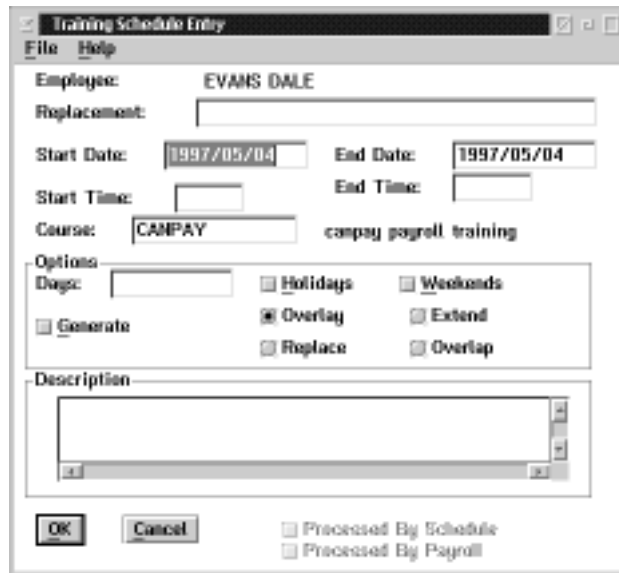 Training Schedule Entry
File Help
Employee: EVANS DALE
Replacement:
Start Date: 1997/05/04 End Date: 1997/05/04
Start Time: End Time:
Course: CANPAY canpay payroll training
Options
Days: Holidays Weekends
Generate Overlay Extend
Replace Overlap
Description
OK Cancel Processed By Schedule
Processed By Payroll